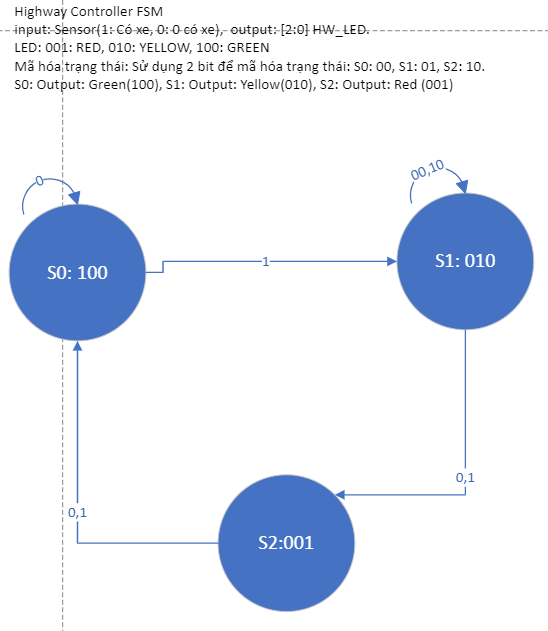 Highway Controller FSM
input: Sensor(1: Có xe, 0: 0 có xe),  output: [2:0] HW_LED.
LED: 001: RED, 010: YELLOW, 100: GREEN
Mã hóa trạng thái: Sử dụng 2 bit để mã hóa trạng thái: S0: 00, S1: 01, S2: 10.
S0: Output: Green(100), S1: Output: Yellow(010), S2: Output: Red (001)
0
00,10
S0: 100
1
S1: 010
0,1
0,1
S2:001